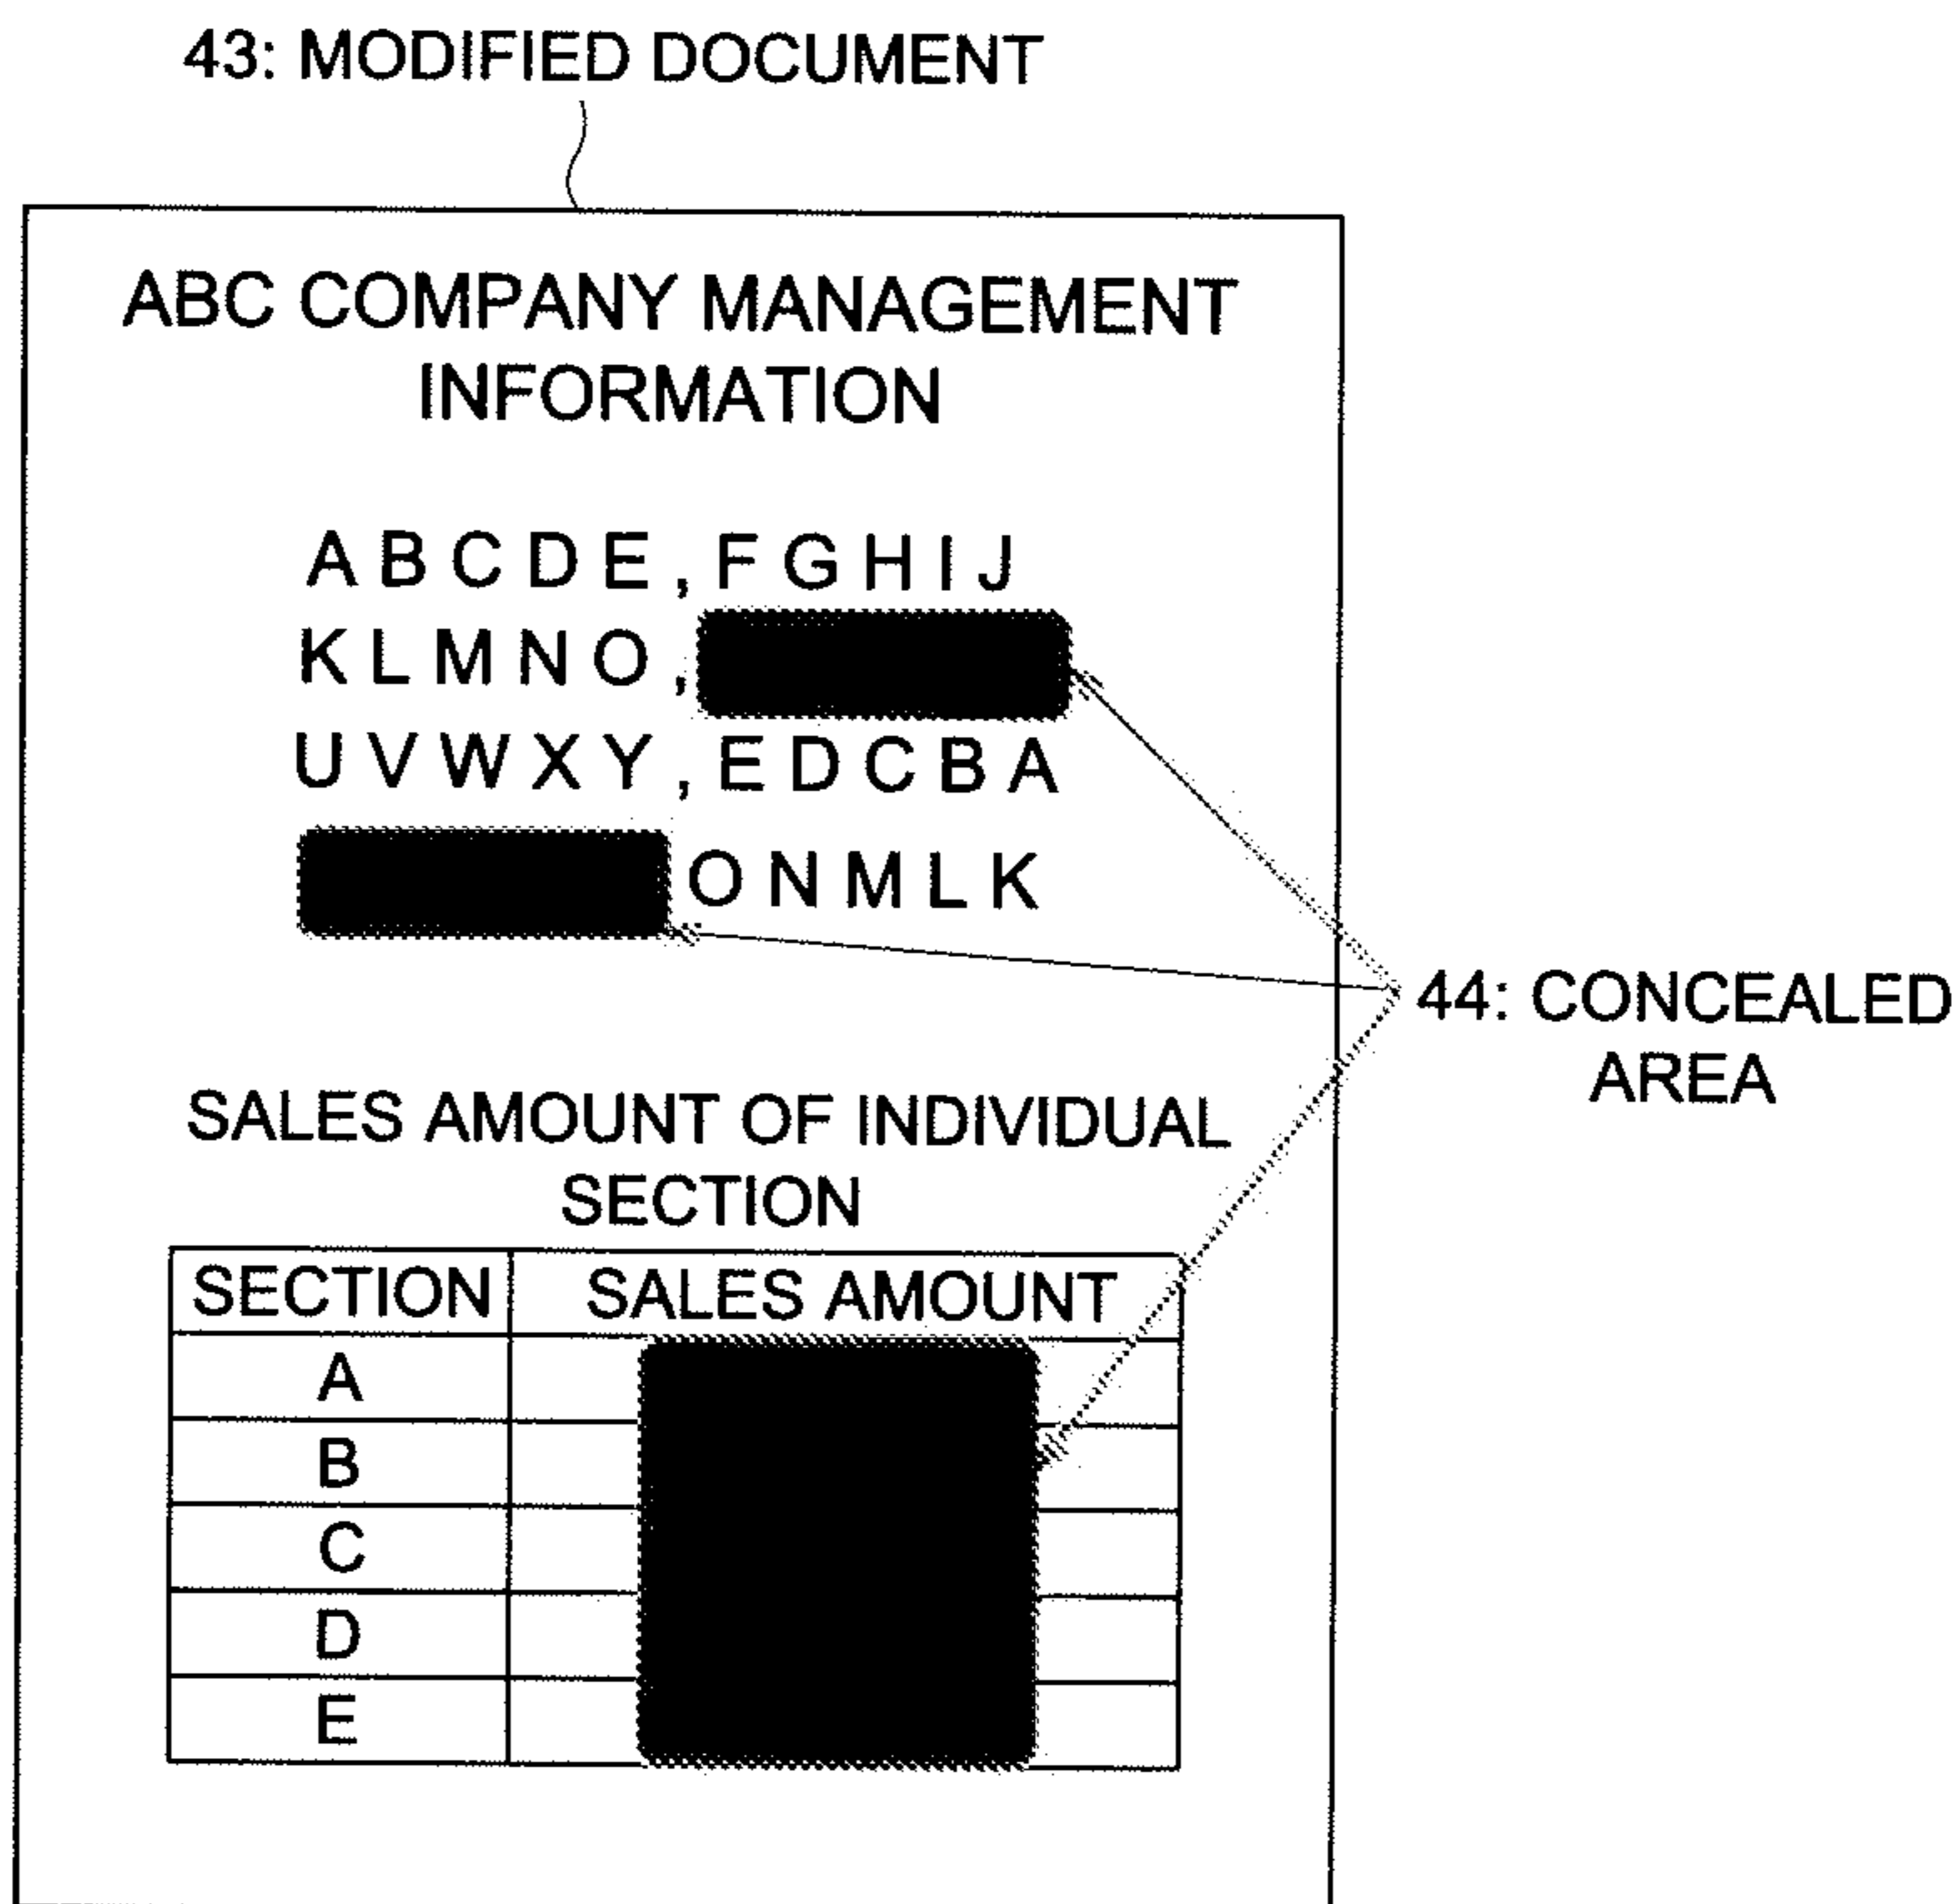 43: MODIFIED DOCUMENT
ABC COMPANY MANAGEMENT
INFORMATION
A B C D E , F G H I J
K L M N O ,
U V W X Y , E D C B A
O N M L K
44: CONCEALED
AREA
SALES AMOUNT OF INDIVIDUAL
SECTION
SECTION SALES AMOUNT
A
B
C
D
E